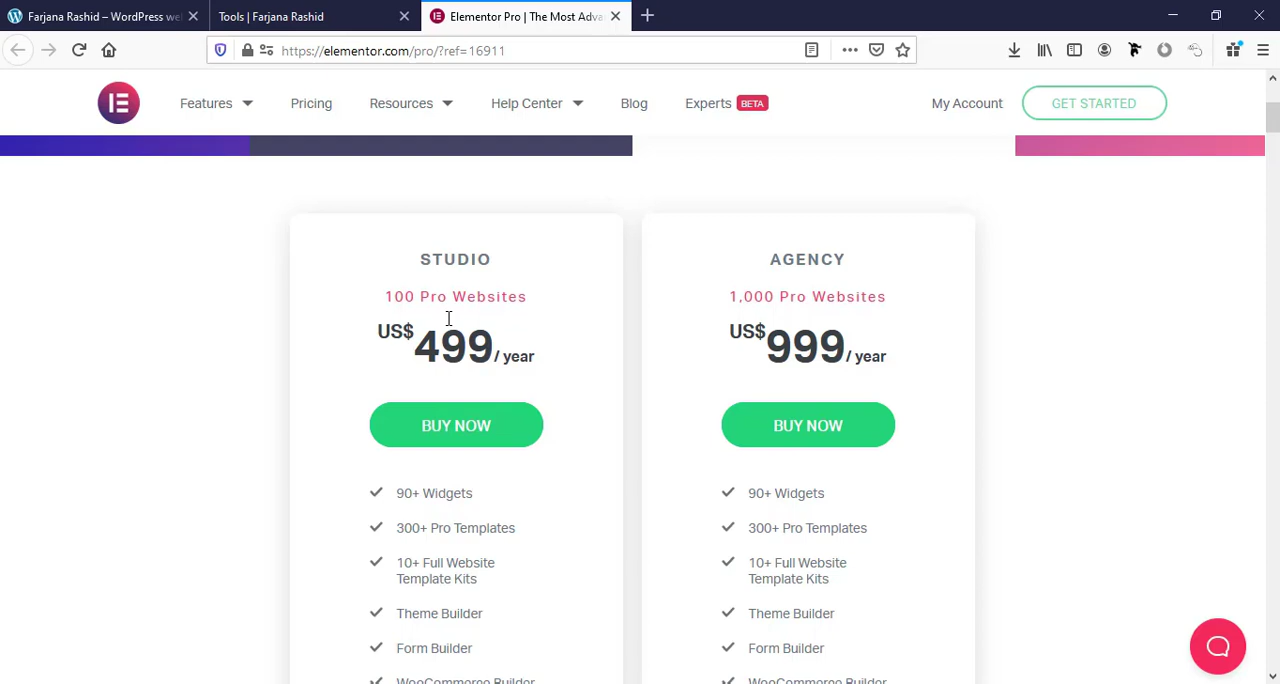 Farjana Rashid – WordPress we
Tools | Farjana Rashid
Elementor Pro | The Most Adva
https://elementor.com/pro/?ref=16911
Features
Pricing
Resources
Help Center
Blog
Experts BETA
My Account
GET STARTED
STUDIO
100 Pro Websites
US$499/ year
BUY NOW
90+ Widgets
300+ Pro Templates
10+ Full Website
Template Kits
Theme Builder
Form Builder
WooCommerce Builder
AGENCY
1,000 Pro Websites
US$999/ year
BUY NOW
90+ Widgets
300+ Pro Templates
10+ Full Website
Template Kits
Theme Builder
Form Builder
WooCommerce Builder